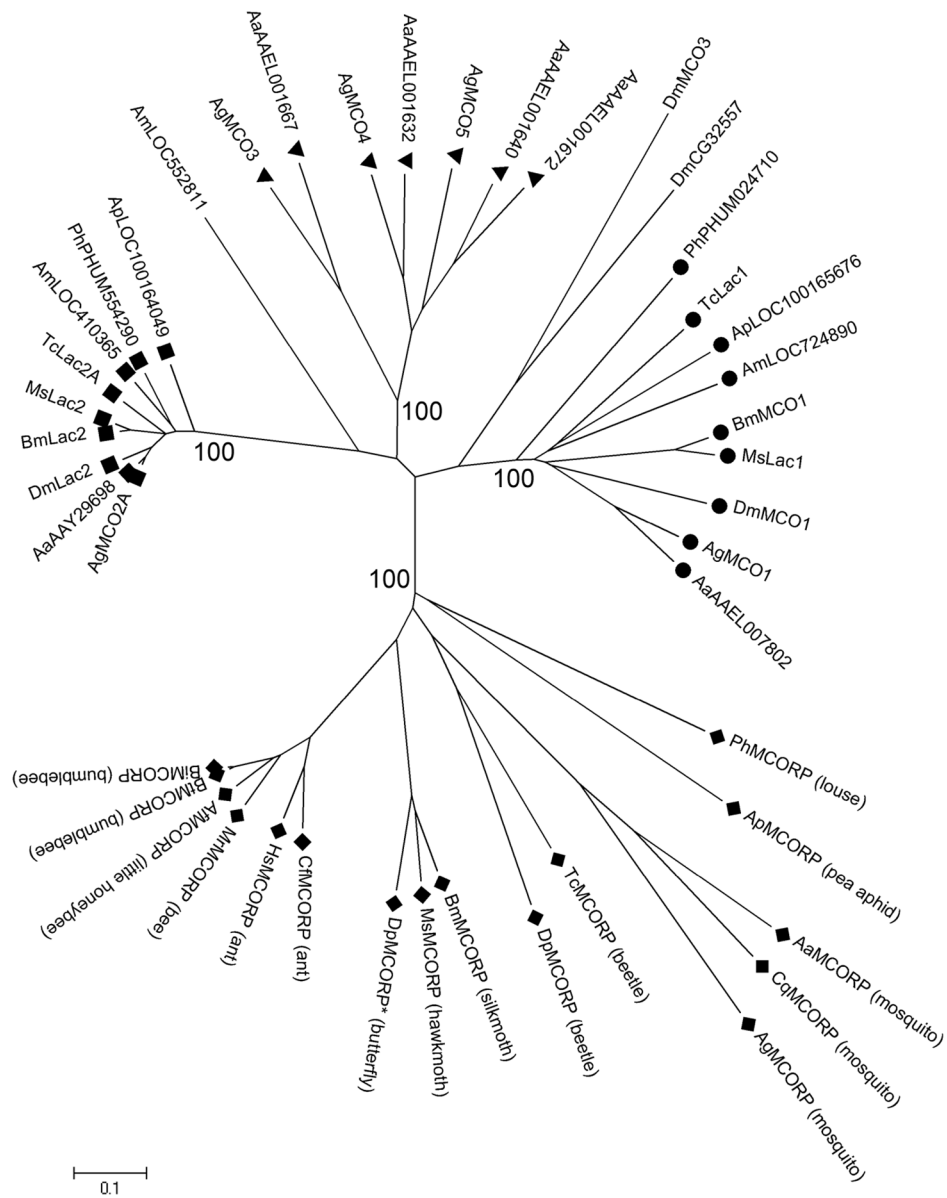 AmLOC552811
AgMCO3
AaAAEL001667
AgMCO4
AaAAEL001632
AgMCO5
AaAAEL001640
AaAAEL001672
DmMCO3
DmCG32557
PhPHUM024710
TcLac1
ApLOC100165676
AmLOC724890
BmMCO1
MsLac1
DmMCO1
AgMCO1
AaAAEL007802
ApLOC100164049
PhPHUM554290
AmLOC410365
TcLac2A
MsLac2
BmLac2
DmLac2
AaAAY29698
AgMCO2A
100
100
100
100
PhMCORP (louse)
ApMCORP (pea aphid)
AaMCORP (mosquito)
CqMCORP (mosquito)
AgMCORP (mosquito)
TcMCORP (beetle)
DpMCORP (beetle)
BmMCORP (silkmoth)
MsMCORP (hawkmoth)
DpMCORP* (butterfly)
CfMCORP (ant)
HsMCORP (ant)
MrMCORP (bee)
AfMCORP (little honeybee)
BtMCORP (bumblebee)
BiMCORP (bumblebee)
0.1